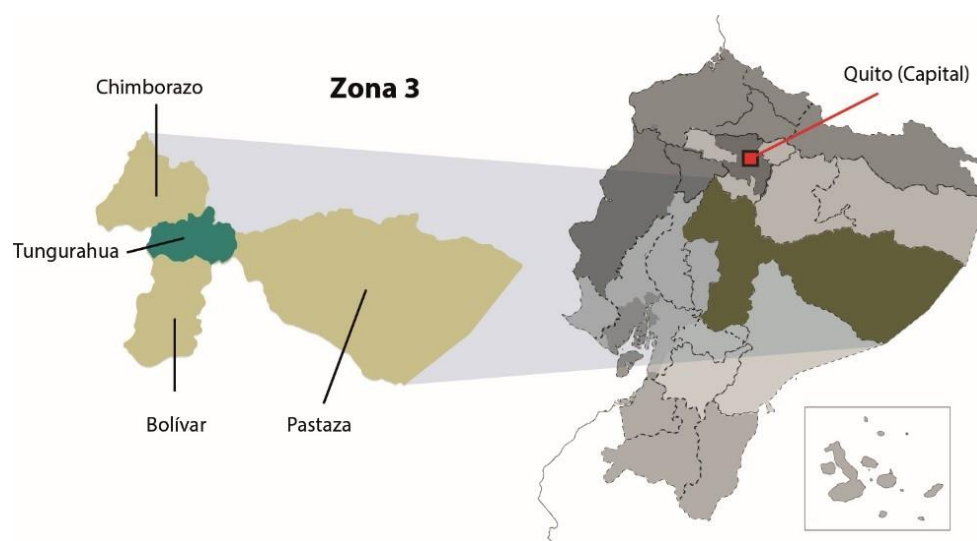 Chimborazo
Zona 3
Quito (Capital)
Tungurahua
Bolívar
Pastaza